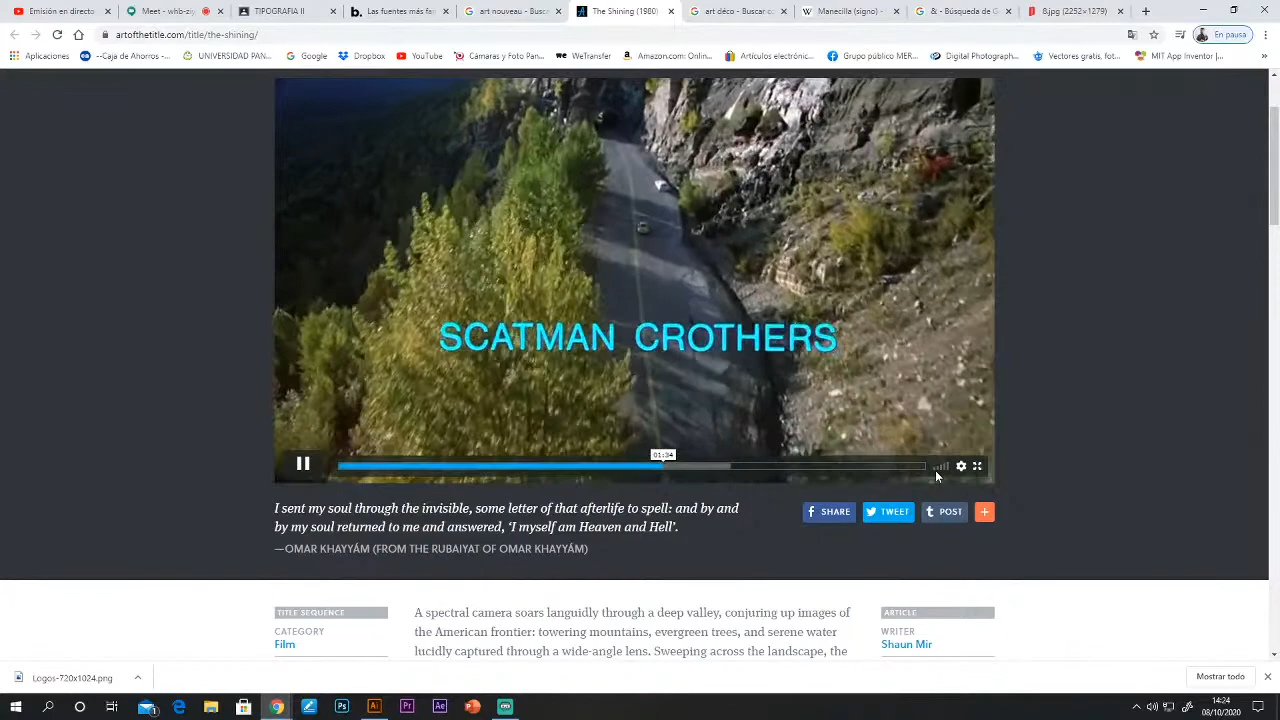 Emisión en directo
Meet - wxb-ziyg
TIPOGRAFIA II
Las fuentes más fam
art nouveau - Busc
The Shining (1980)
art séco - Buscar co
Mancilla (signo) -
& - Búsqueda de G
8.jpg (2252×1279)
artofthetitle.com/title/the-shining/
En pausa
Aplicaciones
--Caja de Ahorros -...
UNIVERSIDAD PAN...
Google
Dropbox
YouTube
Cámaras y Foto Pan...
WeTransfer
Amazon.com: Onlin...
Artículos electrónic...
Grupo público MER...
Digital Photograph...
Vectores gratis, fot...
MIT App Inventor |...
SCATMAN CROTHERS
01:34
I sent my soul through the invisible, some letter of that afterlife to spell: and by and
by my soul returned to me and answered, ‘I myself am Heaven and Hell’.
—OMAR KHAYYÁM (FROM THE RUBAIYAT OF OMAR KHAYYÁM)
SHARE
TWEET
POST
TITLE SEQUENCE
CATEGORY
Film
A spectral camera soars languidly through a deep valley, conjuring up images of
the American frontier: towering mountains, evergreen trees, and serene water
lucidly captured through a wide-angle lens. Sweeping across the landscape, the
ARTICLE
WRITER
Shaun Mir
Logos-720x1024.png
Mostrar todo
14:24
08/10/2020